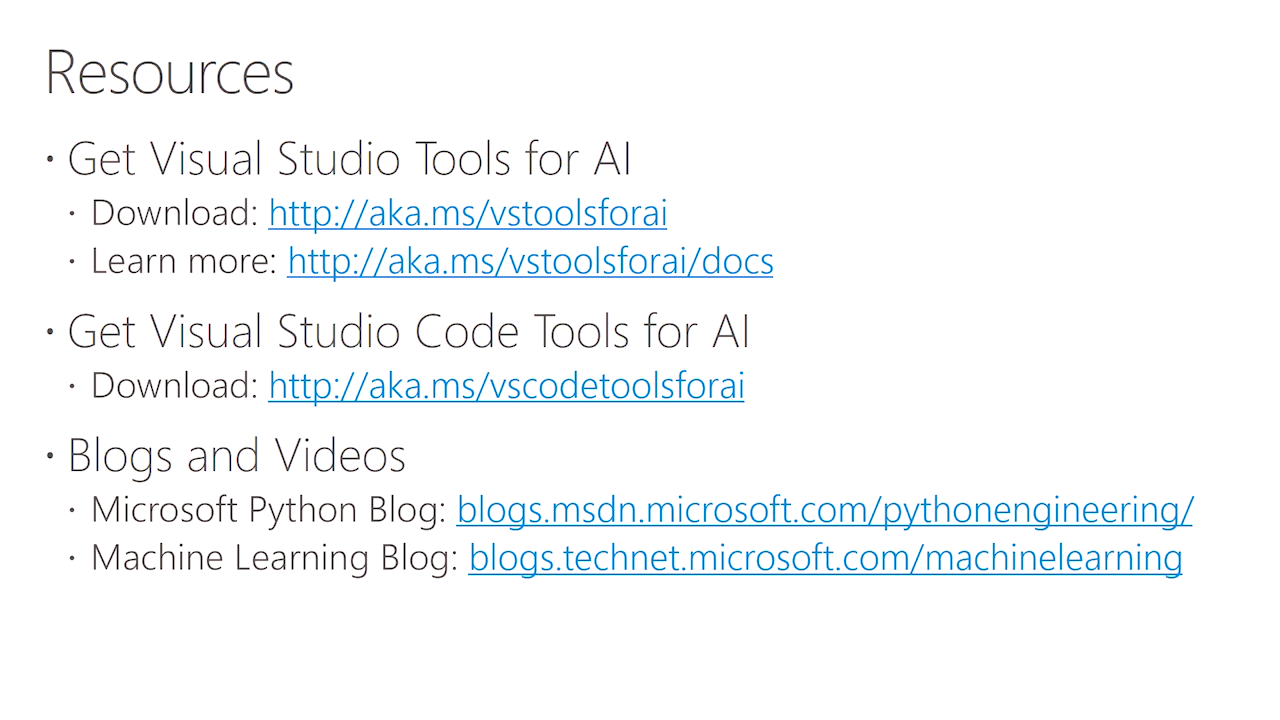 Resources
· Get Visual Studio Tools for AI
· Download: http://aka.ms/vstoolsforai
· Learn more: http://aka.ms/vstoolsforai/docs
· Get Visual Studio Code Tools for AI
· Download: http://aka.ms/vscodetoolsforai
· Blogs and Videos
· Microsoft Python Blog: blogs.msdn.microsoft.com/pythonengineering/
· Machine Learning Blog: blogs.technet.microsoft.com/machinelearning